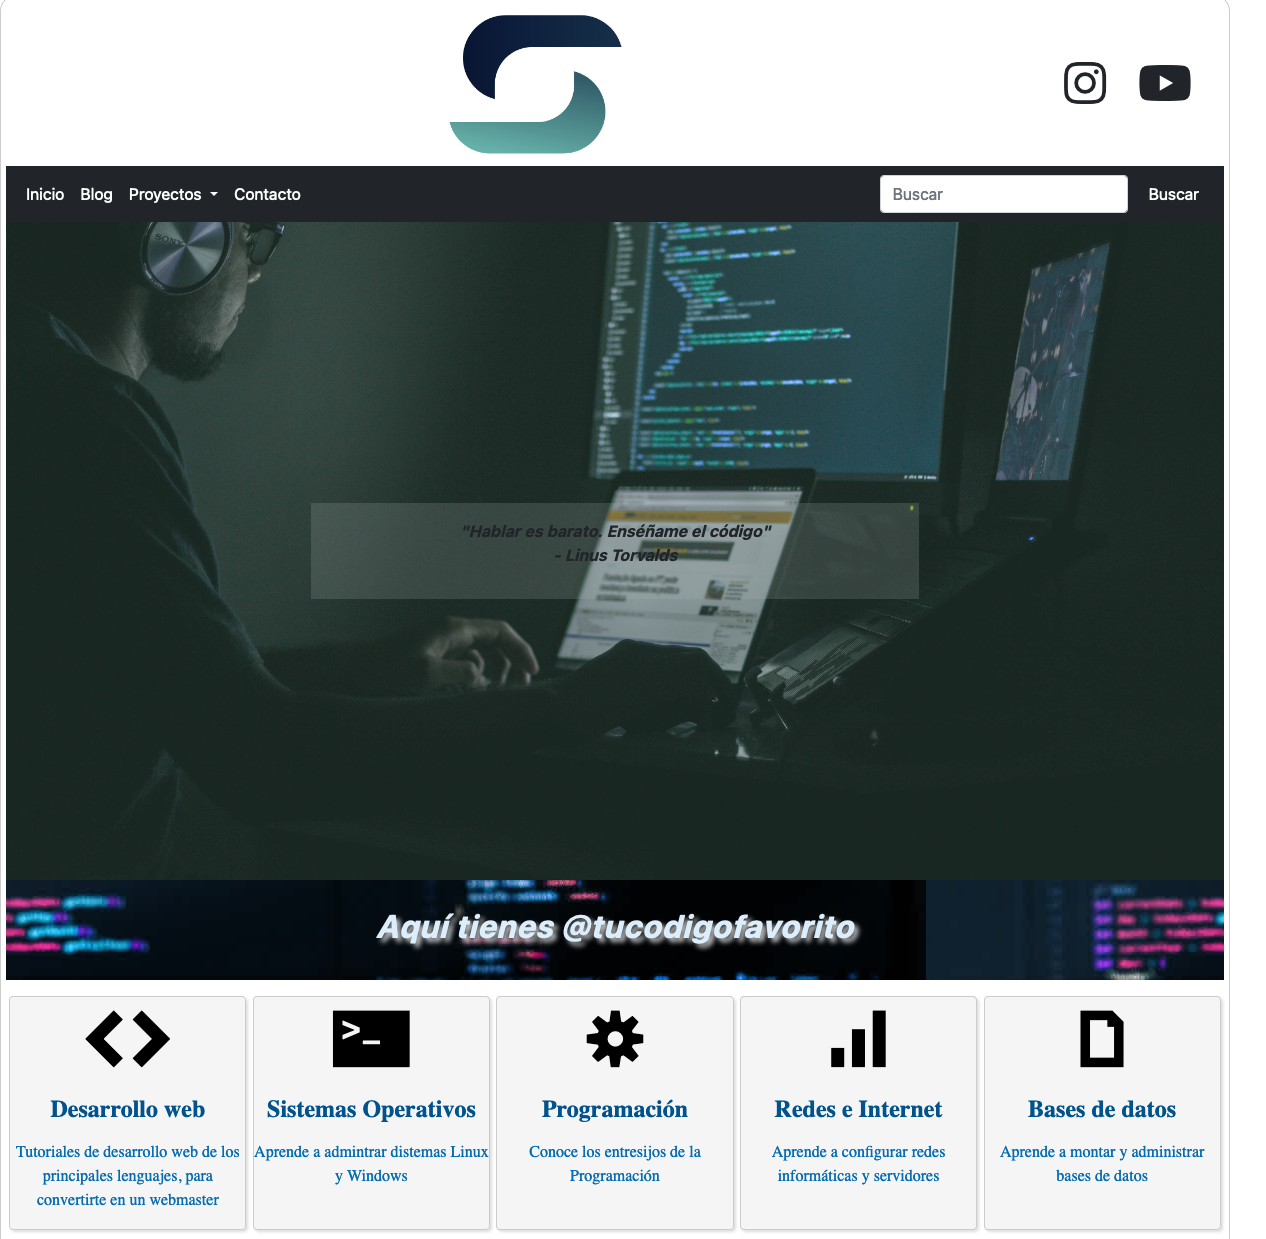 Inicio Blog Proyectos Contacto Buscar Buscar
SONY
"Hablar es barato. Enséñame el código"
- Linus Torvalds
Aquí tienes @tucodigofavorito
>_
Desarrollo web
Tutoriales de desarrollo web de los
principales lenguajes, para
convertirte en un webmaster
Sistemas Operativos
Aprende a admintrar distemas Linux
y Windows
Programación
Conoce los entresijos de la
Programación
Redes e Internet
Aprende a configurar redes
informáticas y servidores
Bases de datos
Aprende a montar y administrar
bases de datos